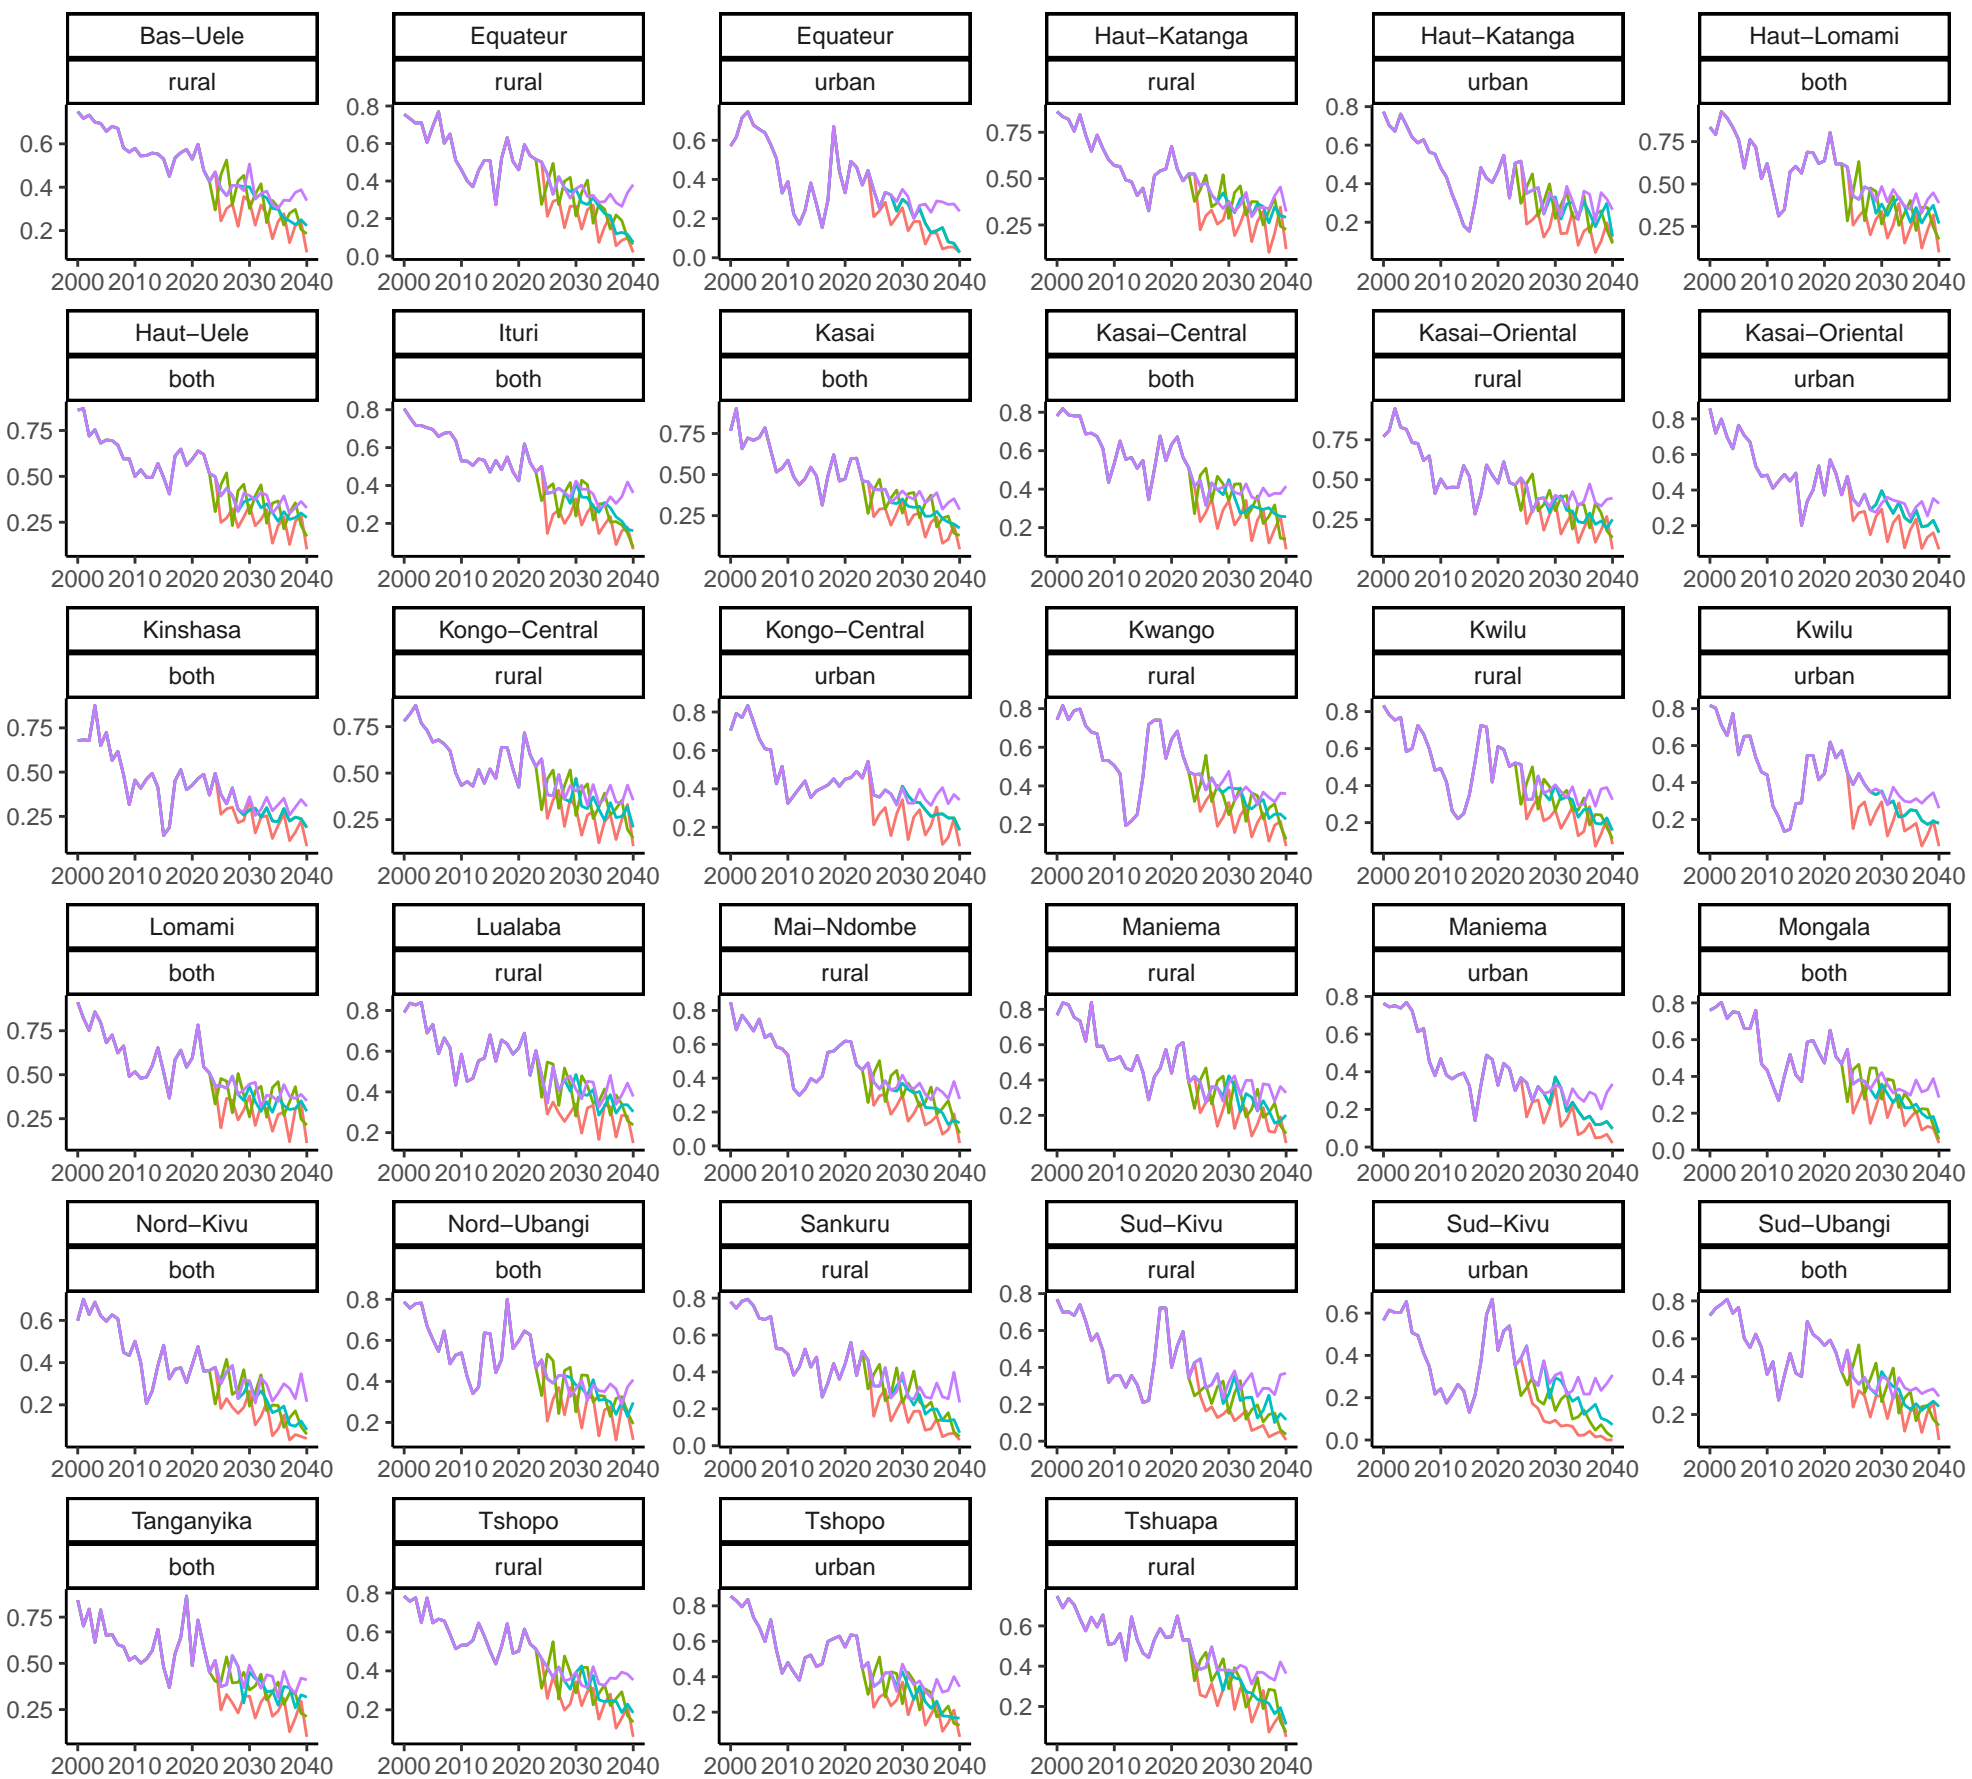 Bas−Uele Equateur Equateur Haut−Katanga Haut−Katanga Haut−Lomami
rural rural urban rural urban both
0.6 0.4 0.2
0.8 0.6 0.4 0.2 0.0
0.6 0.4 0.2 0.0
0.75 0.50 0.25
0.8 0.6 0.4 0.2
0.75 0.50 0.25
2000 2010 2020 2030 2040 2000 2010 2020 2030 2040 2000 2010 2020 2030 2040 2000 2010 2020 2030 2040 2000 2010 2020 2030 2040 2000 2010 2020 2030 2040
Haut−Uele Ituri Kasai Kasai−Central Kasai−Oriental Kasai−Oriental
both both both both rural urban
0.75 0.50 0.25
0.8 0.6 0.4 0.2
0.75 0.50 0.25
0.8 0.6 0.4 0.2
0.75 0.50 0.25
0.8 0.6 0.4 0.2
2000 2010 2020 2030 2040 2000 2010 2020 2030 2040 2000 2010 2020 2030 2040 2000 2010 2020 2030 2040 2000 2010 2020 2030 2040 2000 2010 2020 2030 2040
Kinshasa Kongo−Central Kongo−Central Kwango Kwilu Kwilu
both rural urban rural rural urban
0.75 0.50 0.25
0.75 0.50 0.25
0.8 0.6 0.4 0.2
0.8 0.6 0.4 0.2
0.8 0.6 0.4 0.2
0.8 0.6 0.4 0.2
2000 2010 2020 2030 2040 2000 2010 2020 2030 2040 2000 2010 2020 2030 2040 2000 2010 2020 2030 2040 2000 2010 2020 2030 2040 2000 2010 2020 2030 2040
Lomami Lualaba Mai−Ndombe Maniema Maniema Mongala
both rural rural rural urban both
0.75 0.50 0.25
0.8 0.6 0.4 0.2
0.8 0.6 0.4 0.2 0.0
0.8 0.6 0.4 0.2
0.8 0.6 0.4 0.2 0.0
0.8 0.6 0.4 0.2 0.0
2000 2010 2020 2030 2040 2000 2010 2020 2030 2040 2000 2010 2020 2030 2040 2000 2010 2020 2030 2040 2000 2010 2020 2030 2040 2000 2010 2020 2030 2040
Nord−Kivu Nord−Ubangi Sankuru Sud−Kivu Sud−Kivu Sud−Ubangi
both both rural rural urban both
0.6 0.4 0.2
0.8 0.6 0.4 0.2
0.8 0.6 0.4 0.2 0.0
0.8 0.6 0.4 0.2 0.0
0.6 0.4 0.2 0.0
0.8 0.6 0.4 0.2
2000 2010 2020 2030 2040 2000 2010 2020 2030 2040 2000 2010 2020 2030 2040 2000 2010 2020 2030 2040 2000 2010 2020 2030 2040 2000 2010 2020 2030 2040
Tanganyika Tshopo Tshopo Tshuapa
both rural urban rural
0.75 0.50 0.25
0.8 0.6 0.4 0.2
0.8 0.6 0.4 0.2
0.6 0.4 0.2
2000 2010 2020 2030 2040 2000 2010 2020 2030 2040 2000 2010 2020 2030 2040 2000 2010 2020 2030 2040